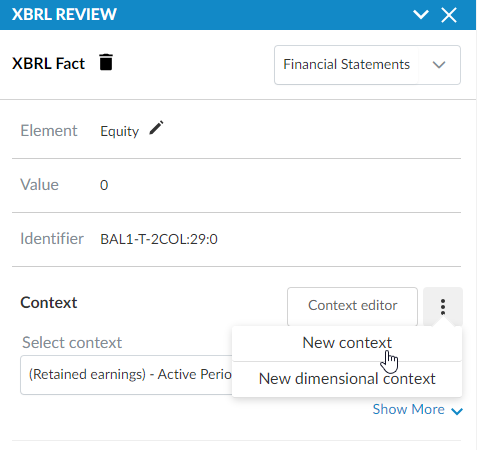 XBRL REVIEW
XBRL Fact
Financial Statements
Element
Equity
Value
0
Identifier
BAL1-T-2COL:29:0
Context
Context editor
Select context
New context
(Retained earnings) - Active Perio
New dimensional context
Show More